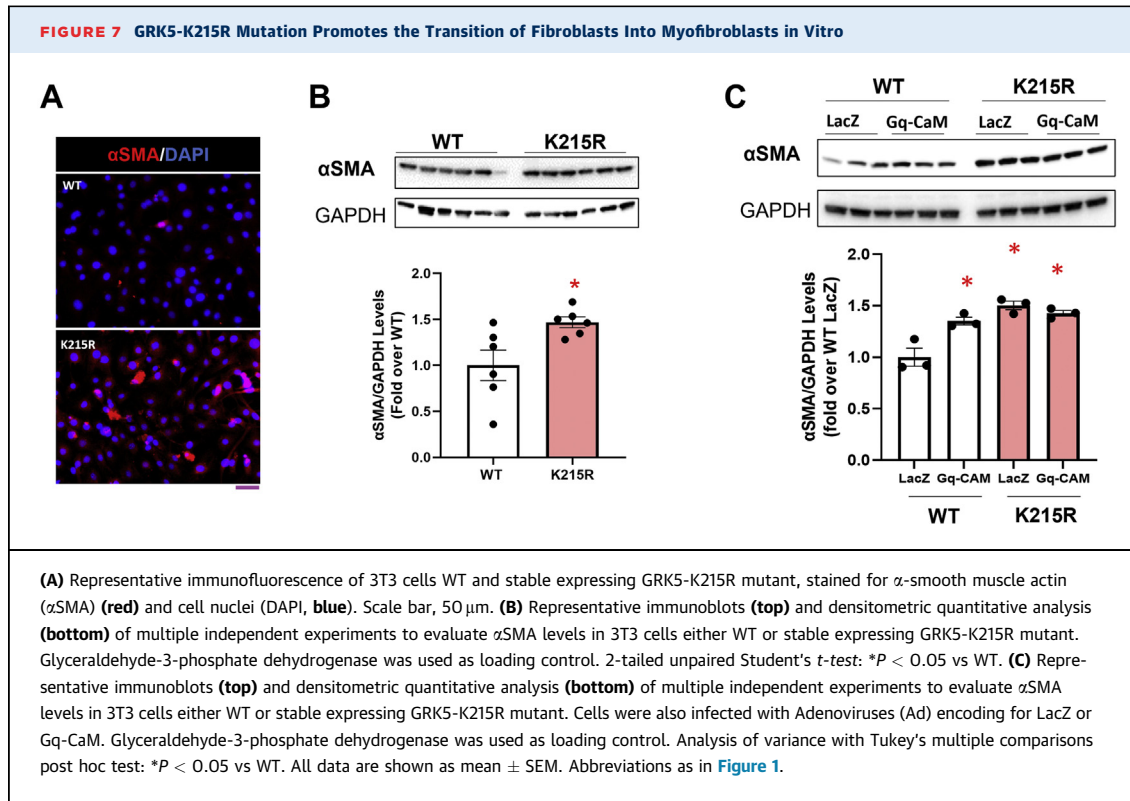 FIGURE 7 GRK5-K215R Mutation Promotes the Transition of Fibroblasts Into Myofibroblasts in Vitro
A
αSMA/DAPI
WT
K215R
B
WT K215R
αSMA
GAPDH
αSMA/GAPDH Levels
(Fold over WT)
2.0
1.5
1.0
0.5
0.0
*
WT K215R
C
WT K215R
LacZ Gq-CaM LacZ Gq-CaM
αSMA
GAPDH
αSMA/GAPDH Levels
(fold over WT LacZ)
2.0
1.5
1.0
0.5
0.0
* * *
LacZ Gq-CAM LacZ Gq-CAM
WT K215R
(A) Representative immunofluorescence of 3T3 cells WT and stable expressing GRK5-K215R mutant, stained for α-smooth muscle actin
(αSMA) (red) and cell nuclei (DAPI, blue). Scale bar, 50 μm. (B) Representative immunoblots (top) and densitometric quantitative analysis
(bottom) of multiple independent experiments to evaluate αSMA levels in 3T3 cells either WT or stable expressing GRK5-K215R mutant.
Glyceraldehyde-3-phosphate dehydrogenase was used as loading control. 2-tailed unpaired Student's t-test: *P < 0.05 vs WT. (C) Repre-
sentative immunoblots (top) and densitometric quantitative analysis (bottom) of multiple independent experiments to evaluate αSMA
levels in 3T3 cells either WT or stable expressing GRK5-K215R mutant. Cells were also infected with Adenoviruses (Ad) encoding for LacZ or
Gq-CaM. Glyceraldehyde-3-phosphate dehydrogenase was used as loading control. Analysis of variance with Tukey's multiple comparisons
post hoc test: *P < 0.05 vs WT. All data are shown as mean ± SEM. Abbreviations as in Figure 1.